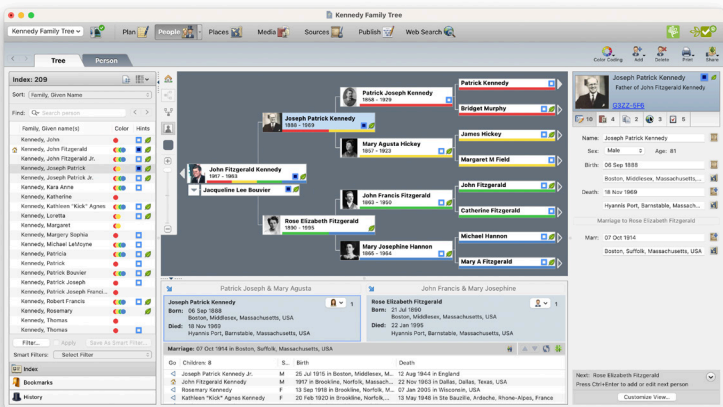 Kennedy Family Tree
Kennedy Family Tree
Plan
People
Places
Media
Sources
Publish
Web Search
Tree
Person
Color Coding
Add
Delete
Print
Share
Index: 209
Sort: Family, Given Name
Find: Search person
Family, Given name(s) Color Hints
Kennedy, John
Kennedy, John Fitzgerald
Kennedy, John Fitzgerald Jr.
Kennedy, Joseph Patrick
Kennedy, Joseph Patrick Jr.
Kennedy, Kara Anne
Kennedy, Katherine
Kennedy, Kathleen "Kick" Agnes
Kennedy, Loretta
Kennedy, Margaret
Kennedy, Margery Sophia
Kennedy, Michael LeMoyne
Kennedy, Patricia
Kennedy, Patrick
Kennedy, Patrick Bouvier
Kennedy, Patrick Joseph
Kennedy, Patrick Joseph Franci...
Kennedy, Robert Francis
Kennedy, Rosemary
Kennedy, Thomas
Kennedy, Thomas
Filter... Apply Save As Smart Filter...
Smart Filters: Select Filter
Index
Bookmarks
History
John Fitzgerald Kennedy
1917 - 1963
Jacqueline Lee Bouvier
Joseph Patrick Kennedy
1888 - 1969
Rose Elizabeth Fitzgerald
1890 - 1995
Patrick Joseph Kennedy
1858 - 1929
Mary Agusta Hickey
1857 - 1923
John Francis Fitzgerald
1863 - 1950
Mary Josephine Hannon
1865 - 1964
Patrick Kennedy
Bridget Murphy
James Hickey
Margaret M Field
John Fitzgerald
Catherine Fitzgerald
Michael Hannon
Mary A Fitzgerald
Patrick Joseph & Mary Agusta
John Francis & Mary Josephine
Joseph Patrick Kennedy
1
Born: 06 Sep 1888
Boston, Middlesex, Massachusetts, USA
Died: 18 Nov 1969
Hyannis Port, Barnstable, Massachusetts, USA
Rose Elizabeth Fitzgerald
1
Born: 21 Jul 1890
Boston, Middlesex, Massachusetts, USA
Died: 22 Jan 1995
Hyannis Port, Barnstable, Massachusetts, USA
Marriage: 07 Oct 1914 in Boston, Suffolk, Massachusetts, USA
Go Children: 8 S... Birth Death
Joseph Patrick Kennedy Jr. M 25 Jul 1915 in Boston, Middlesex, M... 12 Aug 1944 in England
John Fitzgerald Kennedy M 1917 in Brookline, Norfolk, Massach... 22 Nov 1963 in Dallas, Dallas, Texas, USA
Rosemary Kennedy F 13 Sep 1918 in Brookline, Norfolk, M... 07 Jan 2005 in Wisconsin, USA
Kathleen "Kick" Agnes Kennedy F 20 Feb 1920 in Brookline, Norfolk,... 13 May 1948 in Ste Bauzille, Ardeche, Rhone-Alpes, France
Joseph Patrick Kennedy
Father of John Fitzgerald Kennedy
G3ZZ-5F6
10 4 2 3 5
Name: Joseph Patrick Kennedy
Sex: Male Age: 81
Birth: 06 Sep 1888
Boston, Middlesex, Massachusetts,...
Death: 18 Nov 1969
Hyannis Port, Barnstable, Massach...
Marriage to Rose Elizabeth Fitzgerald
Marr: 07 Oct 1914
Boston, Suffolk, Massachusetts, USA
Next: Rose Elizabeth Fitzgerald
Press Ctrl+Enter to add or edit next person
Customize View...